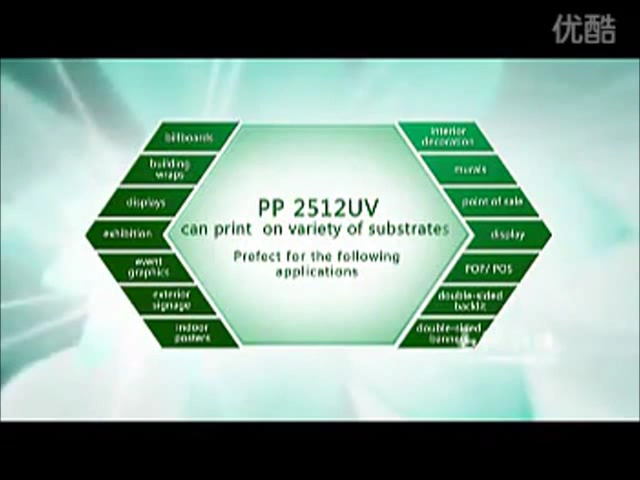 优酷
billboards
building
wraps
displays
exhibition
event
graphics
exterior
signage
indoor
posters
PP 2512UV
can print on variety of substrates
Prefect for the following
applications
interior
decoration
murals
point of sale
display
POP/ POS
double-sided
backlit
double-sided
banners